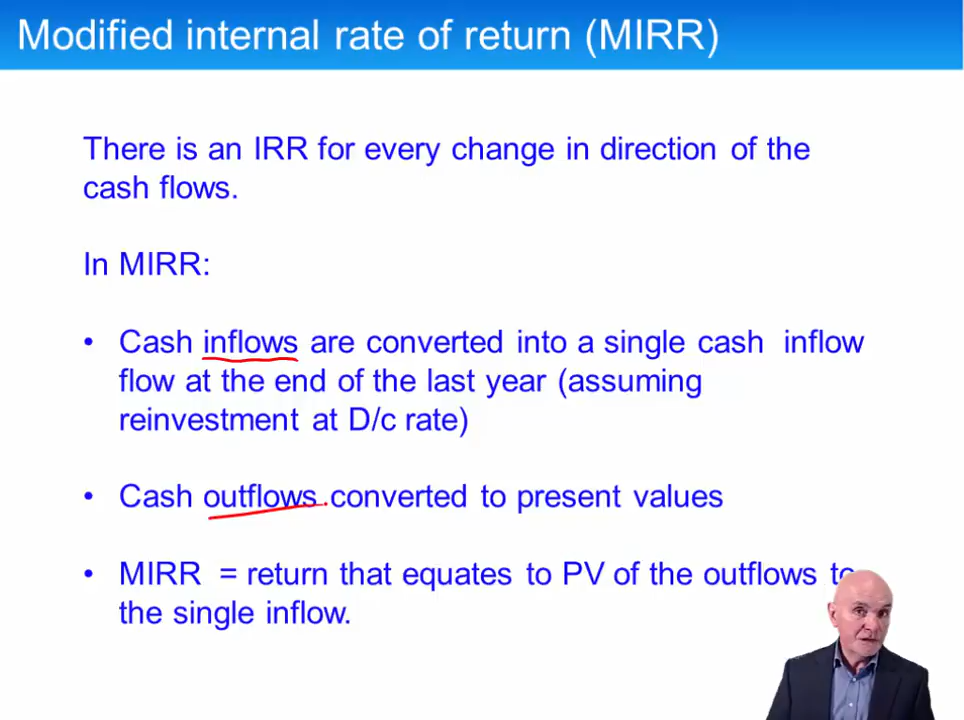 Modified internal rate of return (MIRR)
There is an IRR for every change in direction of the
cash flows.
In MIRR:
• Cash inflows are converted into a single cash inflow
flow at the end of the last year (assuming
reinvestment at D/c rate)
• Cash outflows converted to present values
• MIRR = return that equates to PV of the outflows to
the single inflow.